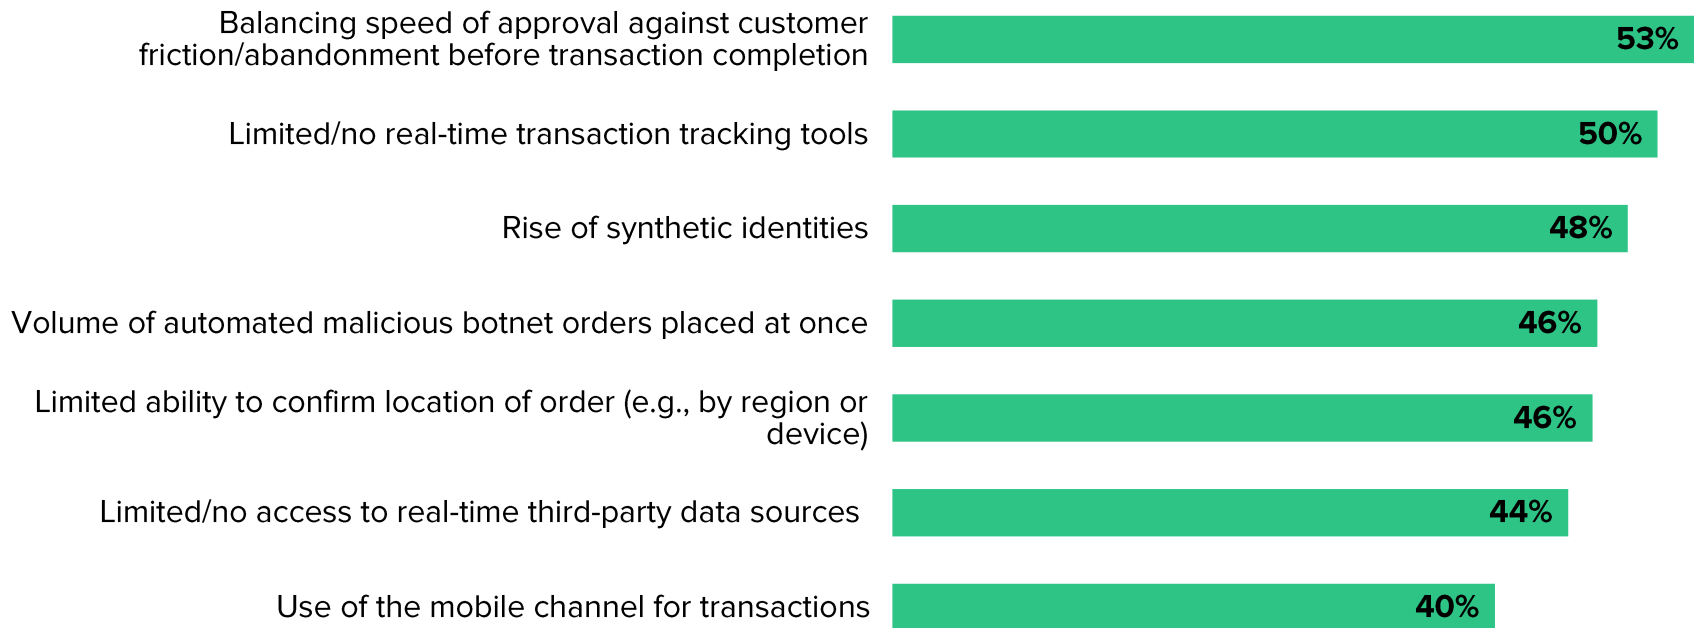 Balancing speed of approval against customer
friction/abandonment before transaction completion
53%
Limited/no real-time transaction tracking tools
50%
Rise of synthetic identities
48%
Volume of automated malicious botnet orders placed at once
46%
Limited ability to confirm location of order (e.g., by region or
device)
46%
Limited/no access to real-time third-party data sources
44%
Use of the mobile channel for transactions
40%